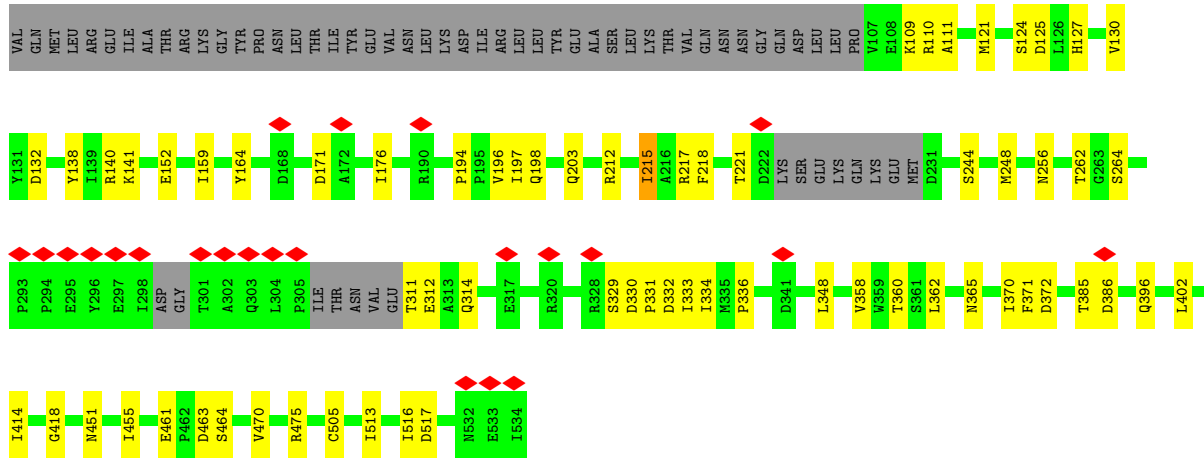 VAL GLN MET LEU ARG GLU ILE ALA THR ARG LYS GLY TYR PRO ASN LEU THR ILE TYR GLU VAL ASN LEU LYS ASP ILE ARG LEU LEU TYR GLU ALA SER LEU LYS THR VAL GLN ASN ASN GLY GLN ASP LEU LEU PRO V107 E108 K109 R110 A111 M121 S124 D125 L126 H127 V130
Y131 D132 Y138 I139 R140 K141 E152 I159 Y164 D168 D171 A172 I176 R190 P194 P195 V196 I197 Q198 Q203 R212 I215 A216 R217 F218 T221 D222 LYS SER GLU LYS GLN LYS GLU MET D231 S244 M248 N256 T262 G263 S264
P293 P294 E295 Y296 E297 I298 ASP GLY T301 A302 Q303 L304 P305 ILE THR ASN VAL GLU T311 E312 A313 Q314 E317 R320 R328 S329 D330 P331 D332 I333 I334 M335 P336 D341 L348 V358 W359 T360 S361 L362 N365 I370 F371 D372 T385 D386 Q396 L402
I414 G418 N451 I455 E461 P462 D463 S464 V470 R475 C505 I513 I516 D517 N532 E533 I534